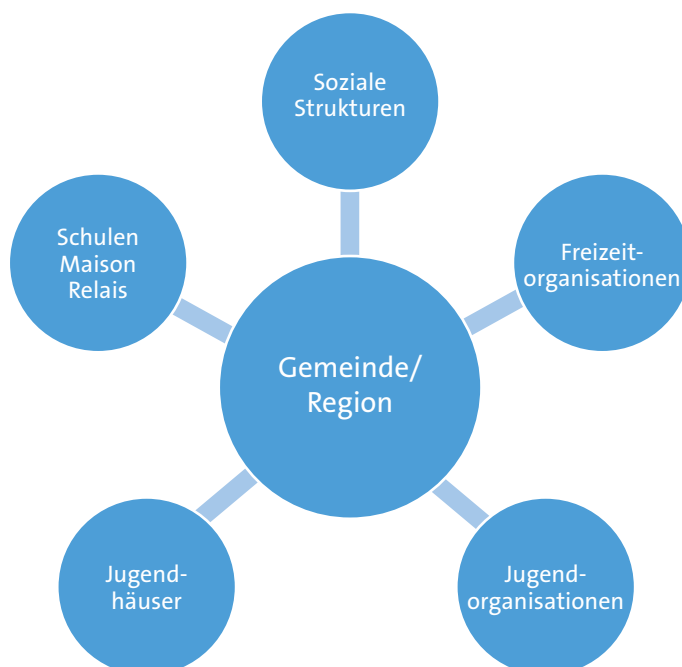 Soziale
Strukturen
Schulen
Maison
Relais
Freizeit-
organisationen
Gemeinde/
Region
Jugend-
häuser
Jugend-
organisationen